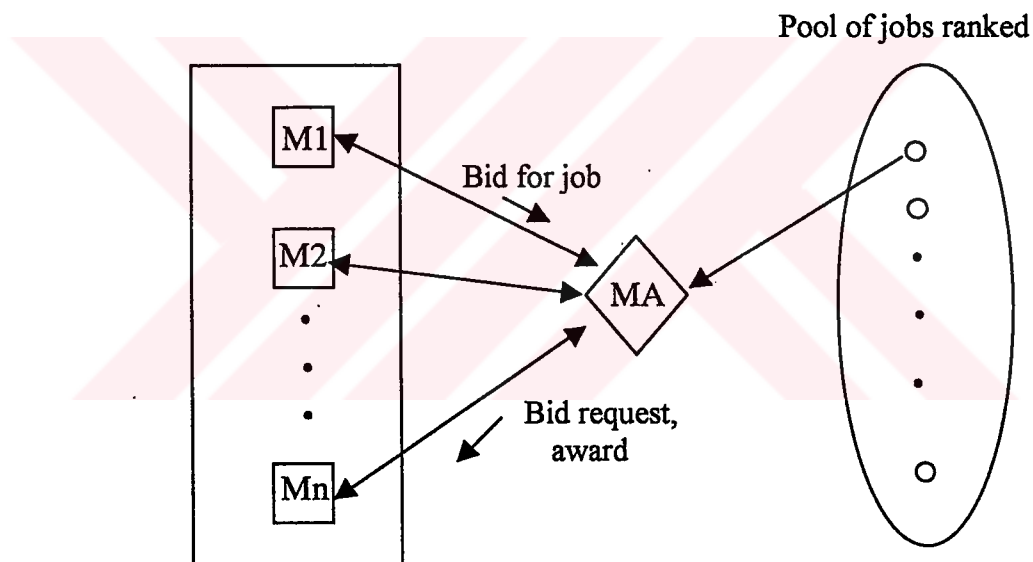 Pool of jobs ranked
M1
Bid for job
M2
MA
Bid request,
award
Mn